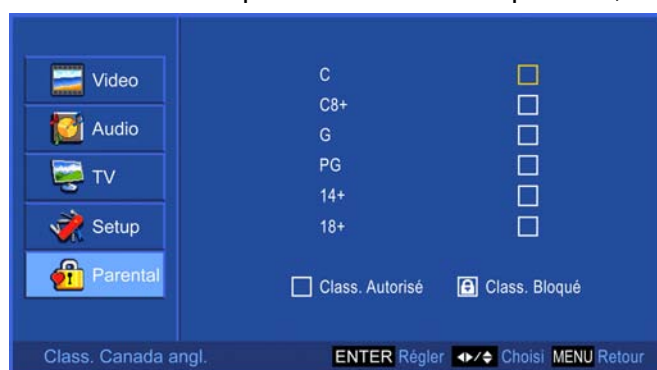 Video
Audio
TV
Setup
Parental
C
C8+
G
PG
14+
18+
Class. Autorisé Class. Bloqué
Class. Canada angl. ENTER Régler Choisi MENU Retour